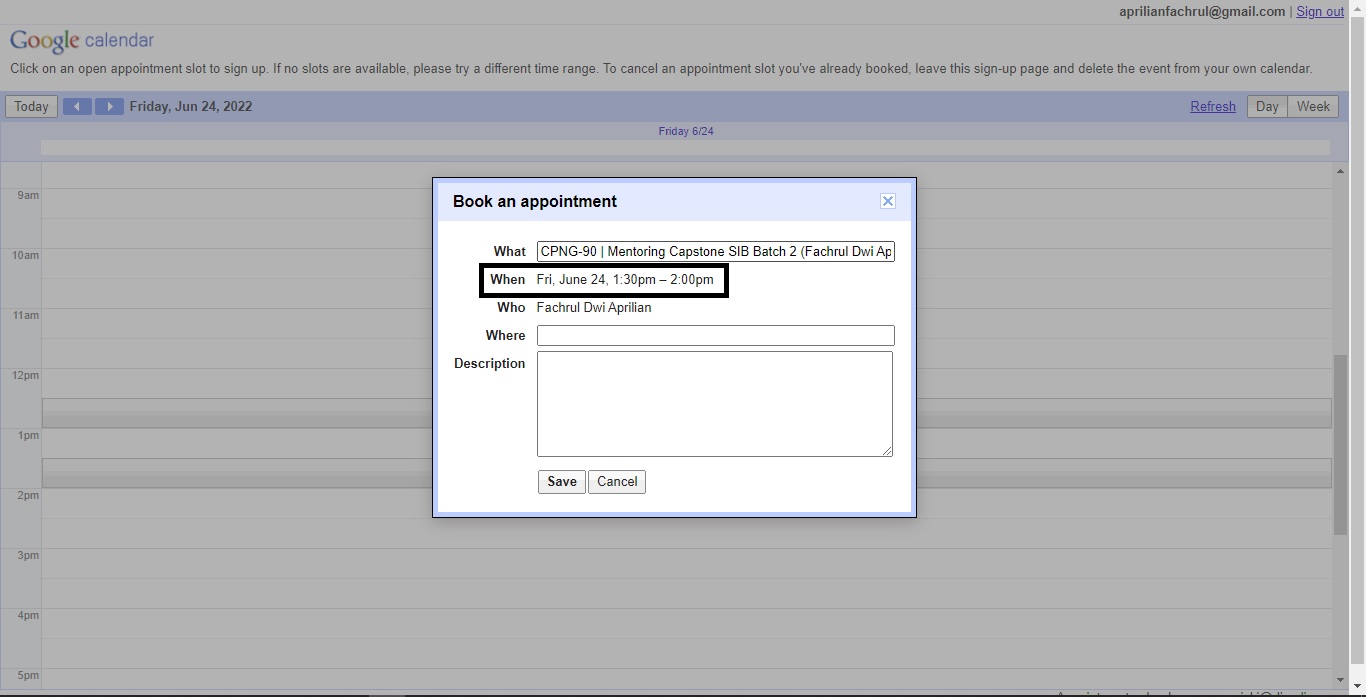 aprilianfachrul@gmail.com | Sign out
Google calendar
Click on an open appointment slot to sign up. If no slots are available, please try a different time range. To cancel an appointment slot you've already booked, leave this sign-up page and delete the event from your own calendar.
Today Friday, Jun 24, 2022 Refresh Day Week
Friday 6/24
9am
10am
11am
12pm
1pm
2pm
3pm
4pm
5pm
Book an appointment
What CPNG-90 | Mentoring Capstone SIB Batch 2 (Fachrul Dwi Ap
When Fri, June 24, 1:30pm – 2:00pm
Who Fachrul Dwi Aprilian
Where
Description
Save Cancel